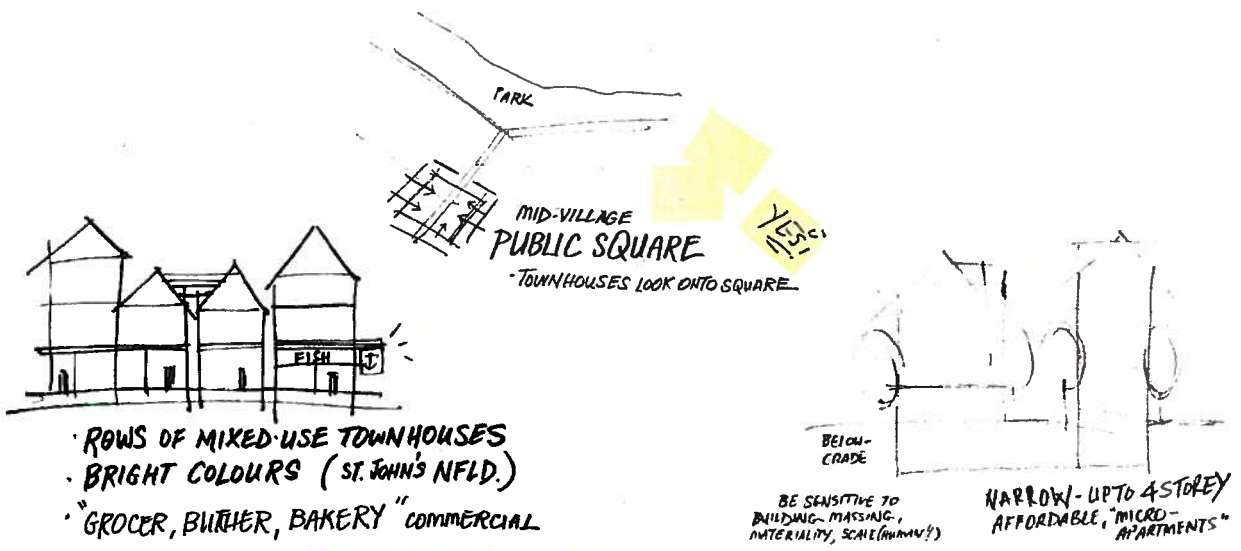 PARK
MID-VILLAGE
PUBLIC SQUARE
- TOWNHOUSES LOOK ONTO SQUARE
YES!
FISH
· ROWS OF MIXED-USE TOWNHOUSES
· BRIGHT COLOURS (ST. JOHN'S NFLD.)
· "GROCER, BUTHER, BAKERY" COMMERCIAL
BELOW-
GRADE
BE SENSITIVE TO
BUILDING MASSING,
MATERIALITY, SCALE (HUMAN!)
NARROW - UP TO 4 STOREY
AFFORDABLE, "MICRO-
APARTMENTS"